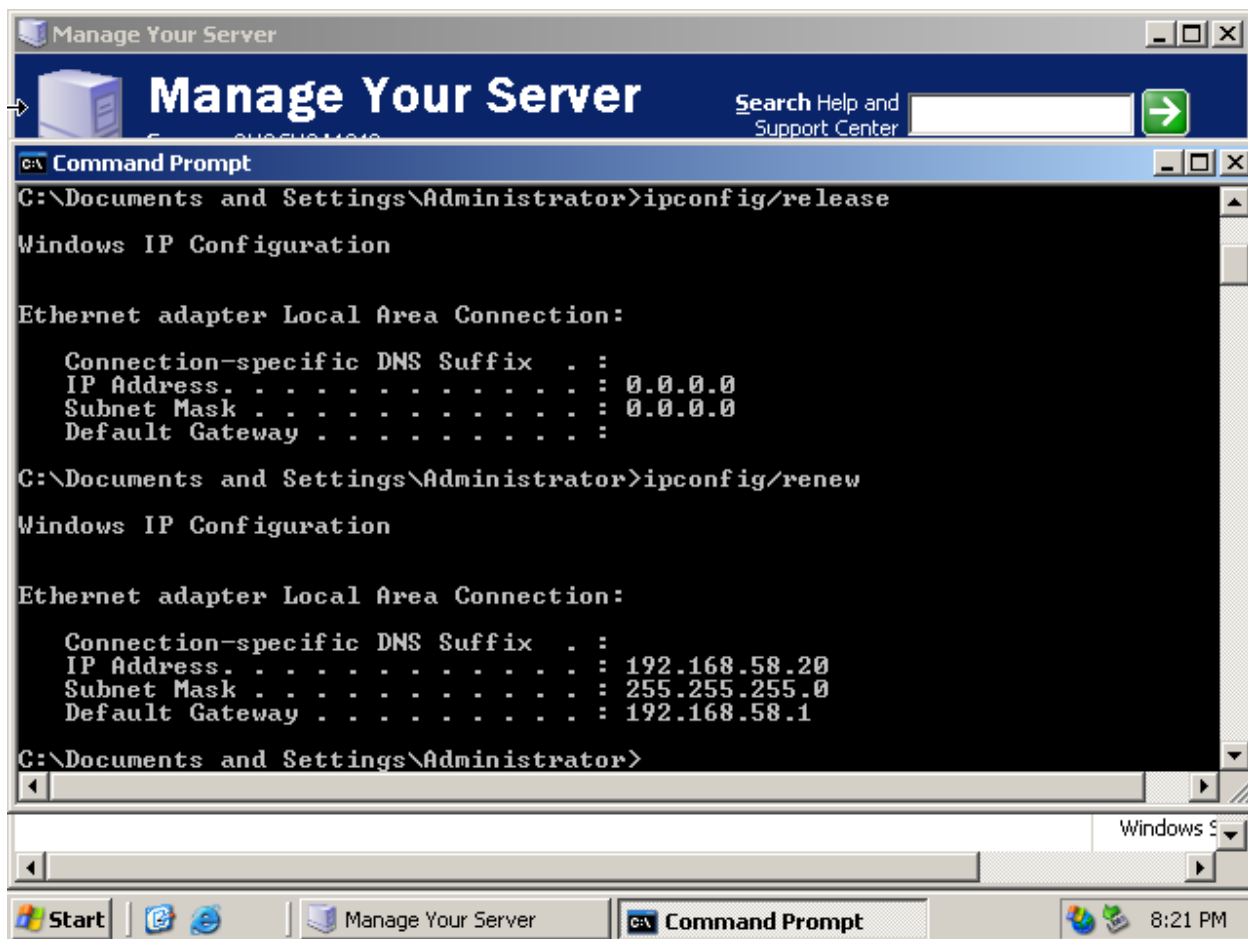 Manage Your Server
Manage Your Server
Search Help and
Support Center
Command Prompt
C:\Documents and Settings\Administrator>ipconfig/release
Windows IP Configuration
Ethernet adapter Local Area Connection:
Connection-specific DNS Suffix . :
IP Address. . . . . . . . . . . . : 0.0.0.0
Subnet Mask . . . . . . . . . . . : 0.0.0.0
Default Gateway . . . . . . . . . :
C:\Documents and Settings\Administrator>ipconfig/renew
Windows IP Configuration
Ethernet adapter Local Area Connection:
Connection-specific DNS Suffix . :
IP Address. . . . . . . . . . . . : 192.168.58.20
Subnet Mask . . . . . . . . . . . : 255.255.255.0
Default Gateway . . . . . . . . . : 192.168.58.1
C:\Documents and Settings\Administrator>
Windows
Start Manage Your Server Command Prompt 8:21 PM